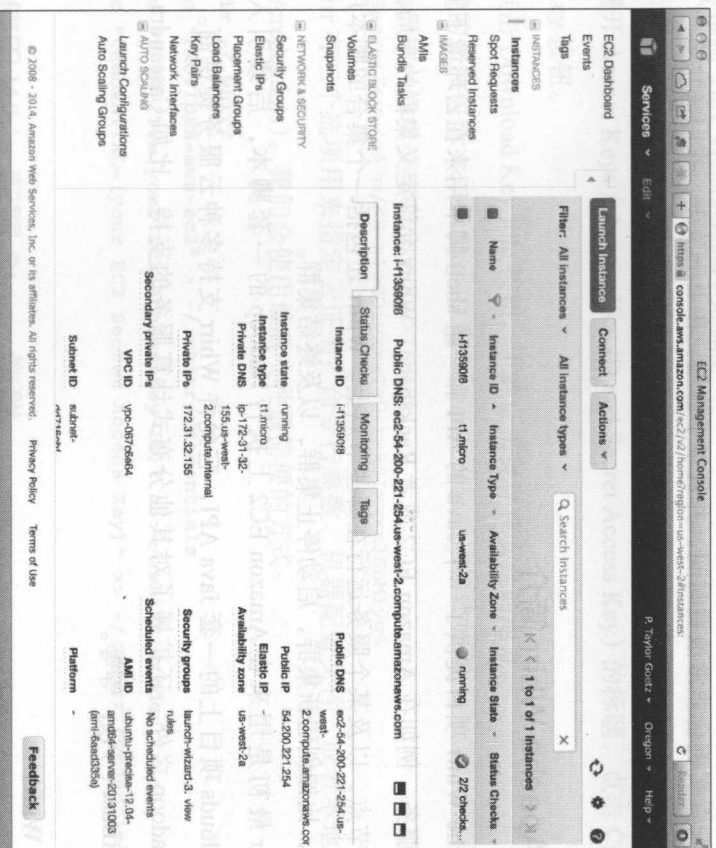 EC2 Management Console
https console.aws.amazon.com/ec2/v2/home?region=us-west-2#Instances:
Reader
Services
Edit
P. Taylor Goetz
Oregon
Help
EC2 Dashboard
Events
Tags
INSTANCES
Instances
Spot Requests
Reserved Instances
IMAGES
AMIs
Bundle Tasks
ELASTIC BLOCK STORE
Volumes
Snapshots
NETWORK & SECURITY
Security Groups
Elastic IPs
Placement Groups
Load Balancers
Key Pairs
Network Interfaces
AUTO SCALING
Launch Configurations
Auto Scaling Groups
Launch Instance
Connect
Actions
Filter: All instances
All instance types
Search Instances
X
1 to 1 of 1 Instances
Name
Instance ID
Instance Type
Availability Zone
Instance State
Status Checks
i-f13590f8
t1.micro
us-west-2a
running
2/2 checks...
Instance: i-f13590f8
Public DNS: ec2-54-200-221-254.us-west-2.compute.amazonaws.com
Description
Status Checks
Monitoring
Tags
Instance ID
i-f13590f8
Instance state
running
Instance type
t1.micro
Private DNS
ip-172-31-32-
155.us-west-
2.compute.internal
Private IPs
172.31.32.155
Secondary private IPs
VPC ID
vpc-067c6e64
Subnet ID
subnet-
Public DNS
ec2-54-200-221-254.us-
west-
2.compute.amazonaws.com
Public IP
54.200.221.254
Elastic IP
-
Availability zone
us-west-2a
Security groups
launch-wizard-3. view
rules
Scheduled events
No scheduled events
AMI ID
ubuntu-precise-12.04-
amd64-server-20131003
(ami-6aad335a)
Platform
-
© 2008 - 2014, Amazon Web Services, Inc. or its affiliates. All rights reserved.
Privacy Policy
Terms of Use
Feedback